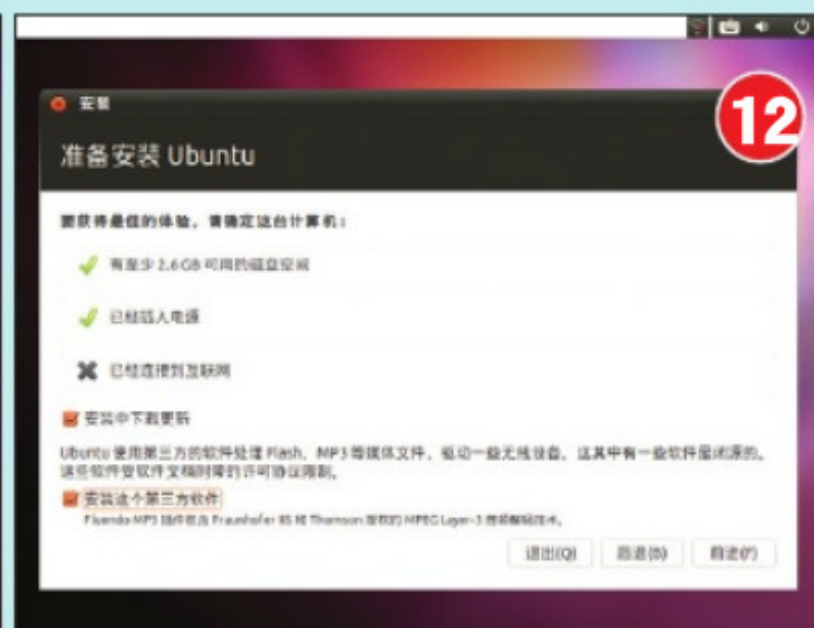 12
安装
准备安装 Ubuntu
要获得最佳的体验，请确定这台计算机：
有至少 2.6 GB 可用的磁盘空间
已经插入电源
已经连接到互联网
安装中下载更新
Ubuntu 使用第三方的软件处理 Flash、MP3 等媒体文件，驱动一些无线设备。这其中有一些软件是闭源的。
这些软件受软件文档附带的许可协议限制。
安装这个第三方软件
Fluendo MP3 插件包含 Fraunhofer IIS 和 Thomson 授权的 MPEG Layer-3 音频解码技术。
退出(Q) 后退(B) 前进(F)